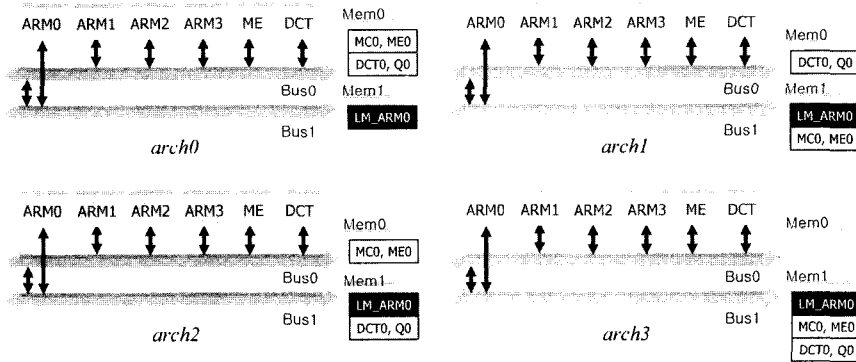 ARM0 ARM1 ARM2 ARM3 ME DCT
Mem0
MC0, ME0
DCT0, Q0
Bus0
Mem1
LM_ARM0
Bus1
arch0
ARM0 ARM1 ARM2 ARM3 ME DCT
Mem0
DCT0, Q0
Bus0
Mem1
LM_ARM0
MC0, ME0
Bus1
arch1
ARM0 ARM1 ARM2 ARM3 ME DCT
Mem0
MC0, ME0
Bus0
Mem1
LM_ARM0
DCT0, Q0
Bus1
arch2
ARM0 ARM1 ARM2 ARM3 ME DCT
Mem0
Bus0
Mem1
LM_ARM0
MC0, ME0
DCT0, Q0
Bus1
arch3